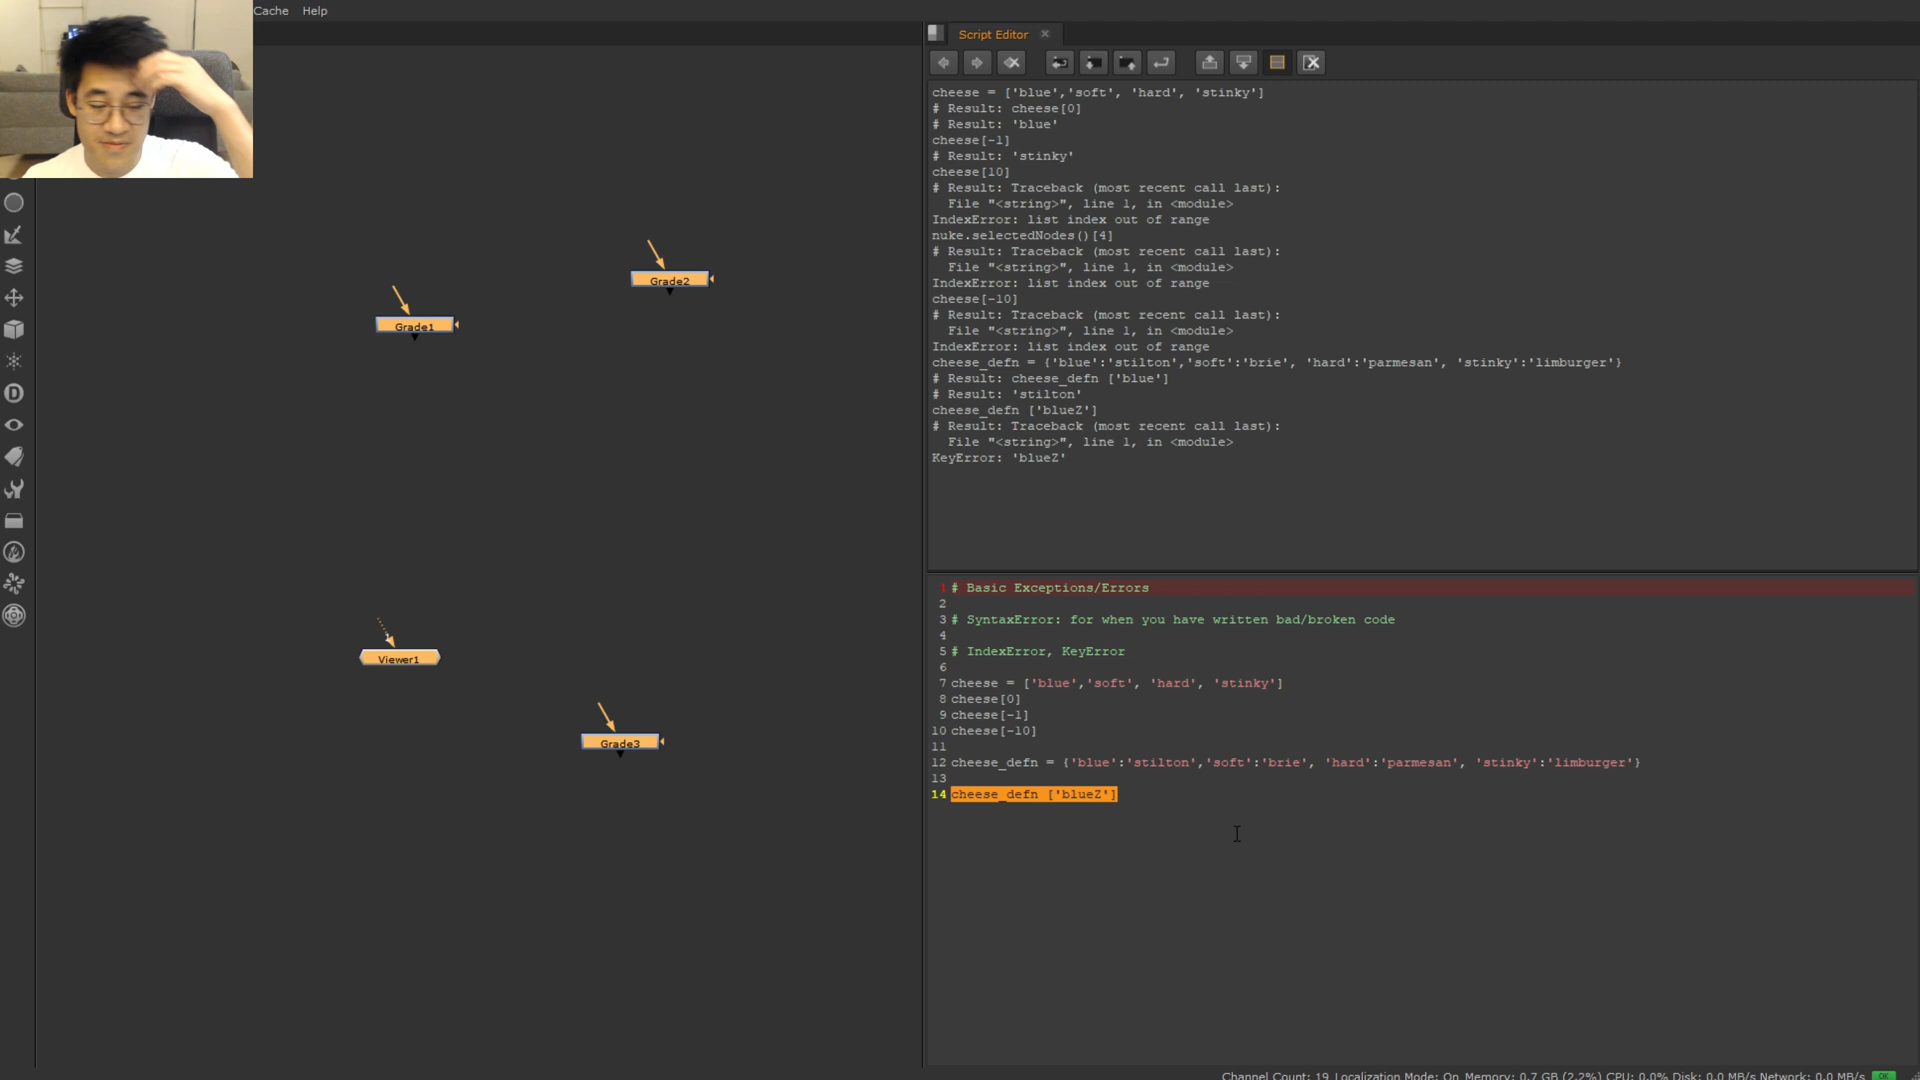 Cache Help
Script Editor
cheese = ['blue','soft', 'hard', 'stinky']
# Result: cheese[0]
# Result: 'blue'
cheese[-1]
# Result: 'stinky'
cheese[10]
# Result: Traceback (most recent call last):
  File "<string>", line 1, in <module>
IndexError: list index out of range
nuke.selectedNodes()[4]
# Result: Traceback (most recent call last):
  File "<string>", line 1, in <module>
IndexError: list index out of range
cheese[-10]
# Result: Traceback (most recent call last):
  File "<string>", line 1, in <module>
IndexError: list index out of range
cheese_defn = {'blue':'stilton','soft':'brie', 'hard':'parmesan', 'stinky':'limburger'}
# Result: cheese_defn ['blue']
# Result: 'stilton'
cheese_defn ['blueZ']
# Result: Traceback (most recent call last):
  File "<string>", line 1, in <module>
KeyError: 'blueZ'
Grade2
Grade1
Viewer1
Grade3
D
1 # Basic Exceptions/Errors
2
3 # SyntaxError: for when you have written bad/broken code
4
5 # IndexError, KeyError
6
7 cheese = ['blue','soft', 'hard', 'stinky']
8 cheese[0]
9 cheese[-1]
10 cheese[-10]
11
12 cheese_defn = {'blue':'stilton','soft':'brie', 'hard':'parmesan', 'stinky':'limburger'}
13
14 cheese_defn ['blueZ']
Channel Count: 19 Localization Mode: On Memory: 0.7 GB (2.2%) CPU: 0.0% Disk: 0.0 MB/s Network: 0.0 MB/s OK